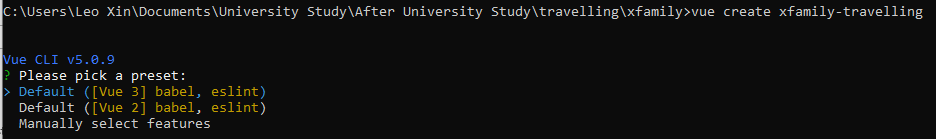 C:\Users\Leo Xin\Documents\University Study\After University Study\travelling\xfamily>vue create xfamily-travelling
Vue CLI v5.0.9
? Please pick a preset:
> Default ([Vue 3] babel, eslint)
Default ([Vue 2] babel, eslint)
Manually select features